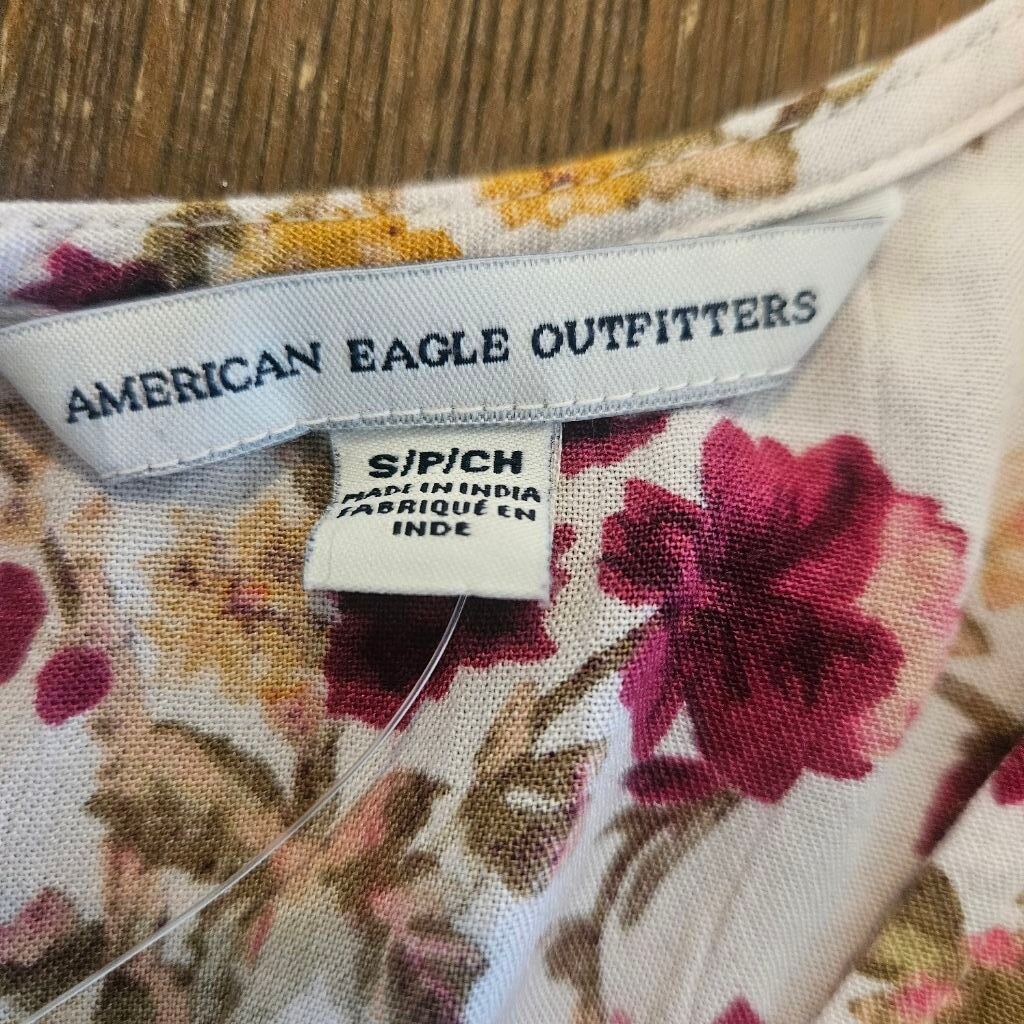 AMERICAN EAGLE OUTFITTERS
S/P/CH
MADE IN INDIA
FABRIQUÉ EN
INDE